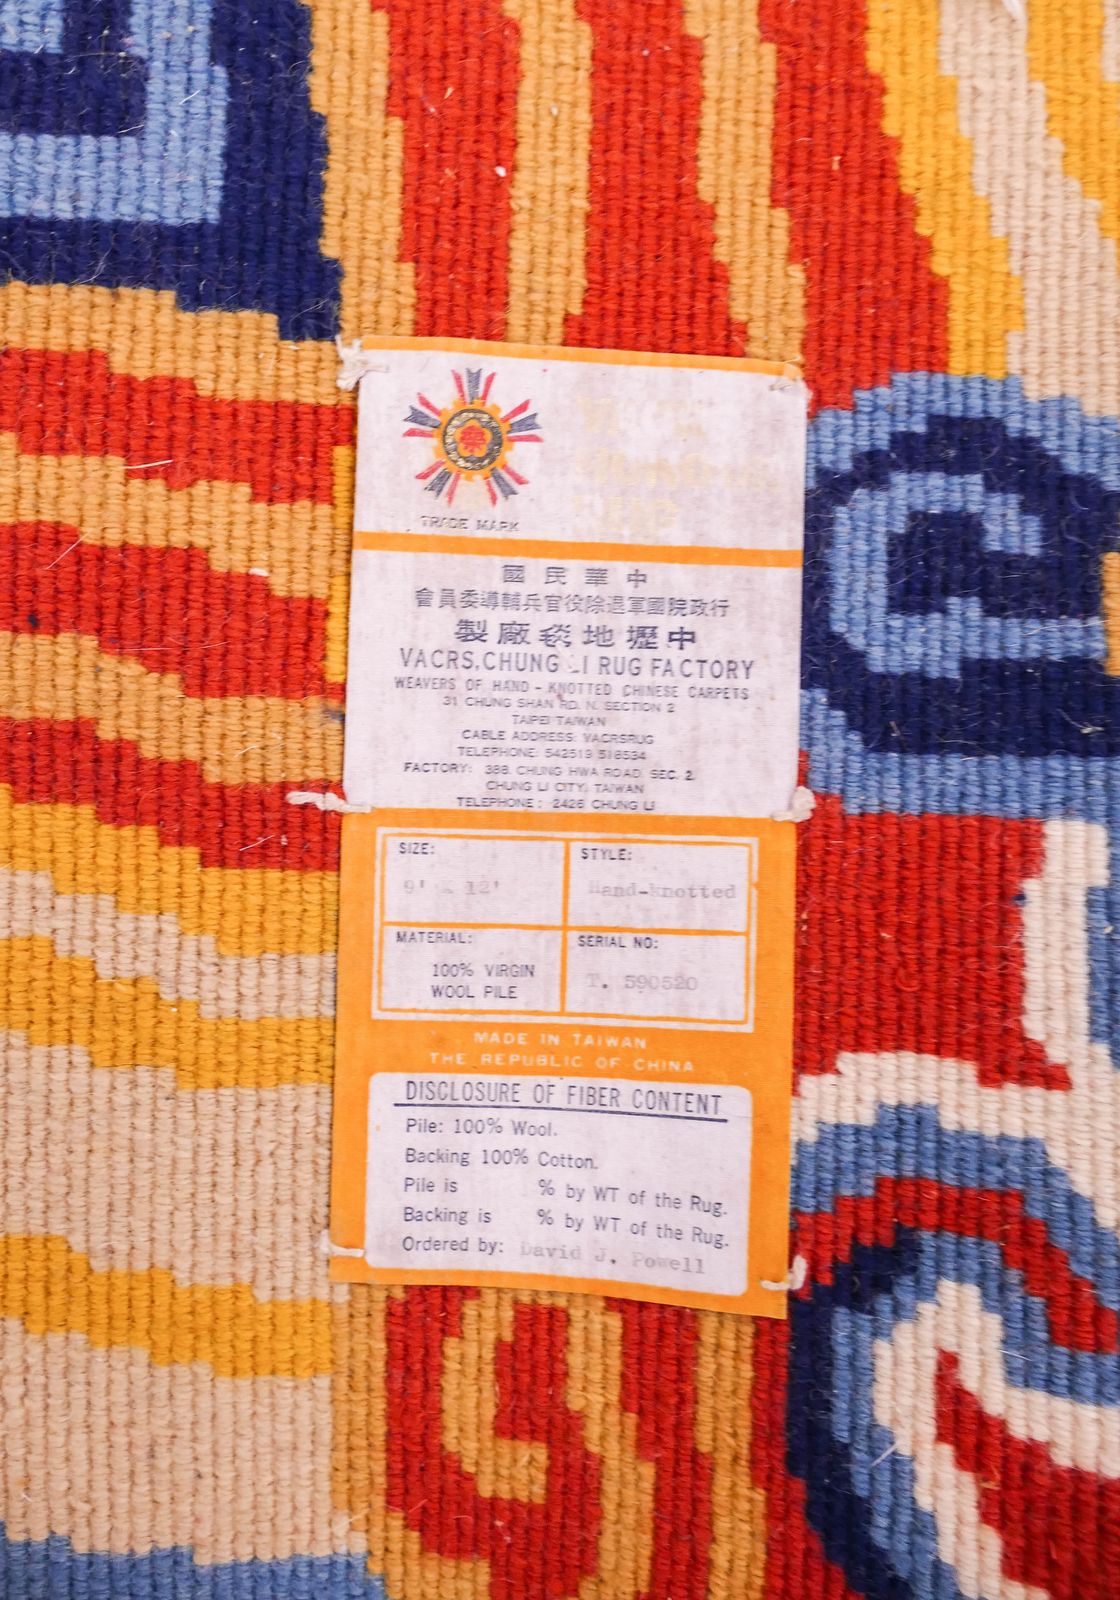 TRADE MARK
國民華中
會員委導輔兵官役除退軍國院政行
製廠毯地壢中
VACRS. CHUNG LI RUG FACTORY
WEAVERS OF HAND - KNOTTED CHINESE CARPETS
31 CHUNG SHAN RD. N. SECTION 2
TAIPEI TAIWAN
CABLE ADDRESS: VACRSRUG
TELEPHONE: 542519 518534
FACTORY: 388. CHUNG HWA ROAD. SEC. 2.
CHUNG LI CITY, TAIWAN
TELEPHONE: 2426 CHUNG LI
SIZE:
9' X 12'
STYLE:
Hand-knotted
MATERIAL:
100% VIRGIN
WOOL PILE
SERIAL NO:
T. 590520
MADE IN TAIWAN
THE REPUBLIC OF CHINA
DISCLOSURE OF FIBER CONTENT
Pile: 100% Wool.
Backing 100% Cotton.
Pile is % by WT of the Rug.
Backing is % by WT of the Rug.
Ordered by: David J. Powell